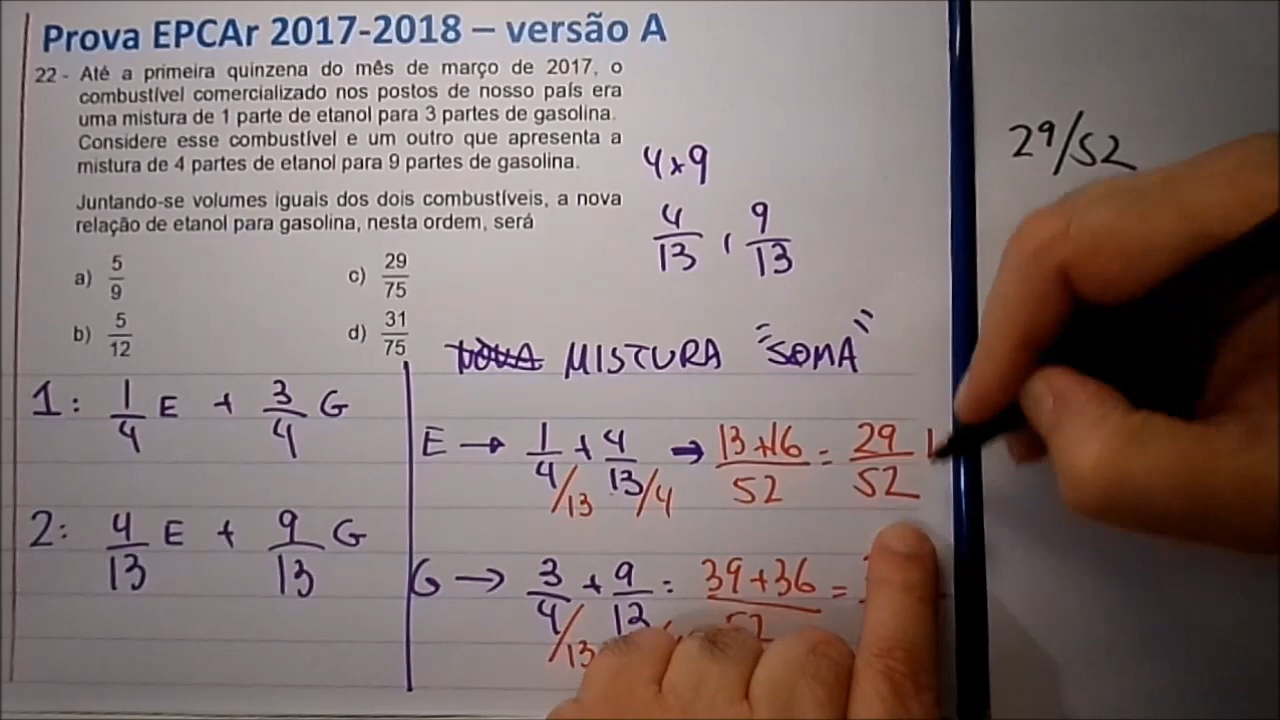 Prova EPCAr 2017-2018 – versão A
22 - Até a primeira quinzena do mês de março de 2017, o
combustível comercializado nos postos de nosso país era
uma mistura de 1 parte de etanol para 3 partes de gasolina.
Considere esse combustível e um outro que apresenta a
mistura de 4 partes de etanol para 9 partes de gasolina.
Juntando-se volumes iguais dos dois combustíveis, a nova
relação de etanol para gasolina, nesta ordem, será
a) 5/9
b) 5/12
c) 29/75
d) 31/75
4 x 9
4/13 , 9/13
29/52
NOVA MISTURA "SOMA"
1: 1/4 E + 3/4 G
2: 4/13 E + 9/13 G
E → 1/4 + 4/13 → 13+16/52 = 29/52
/13 /4
G → 3/4 + 9/13 = 39+36/52 =
/13